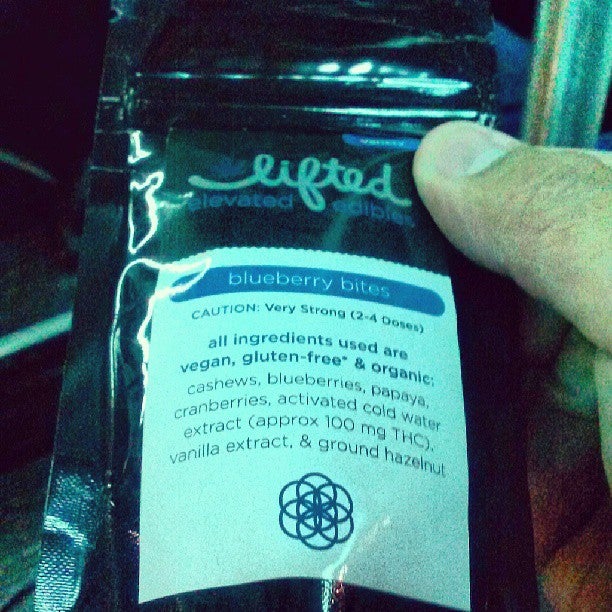 lifted
elevated edibles
blueberry bites
CAUTION: Very Strong (2-4 Doses)
all ingredients used are
vegan, gluten-free* & organic:
cashews, blueberries, papaya,
cranberries, activated cold water
extract (approx 100 mg THC),
vanilla extract, & ground hazelnut